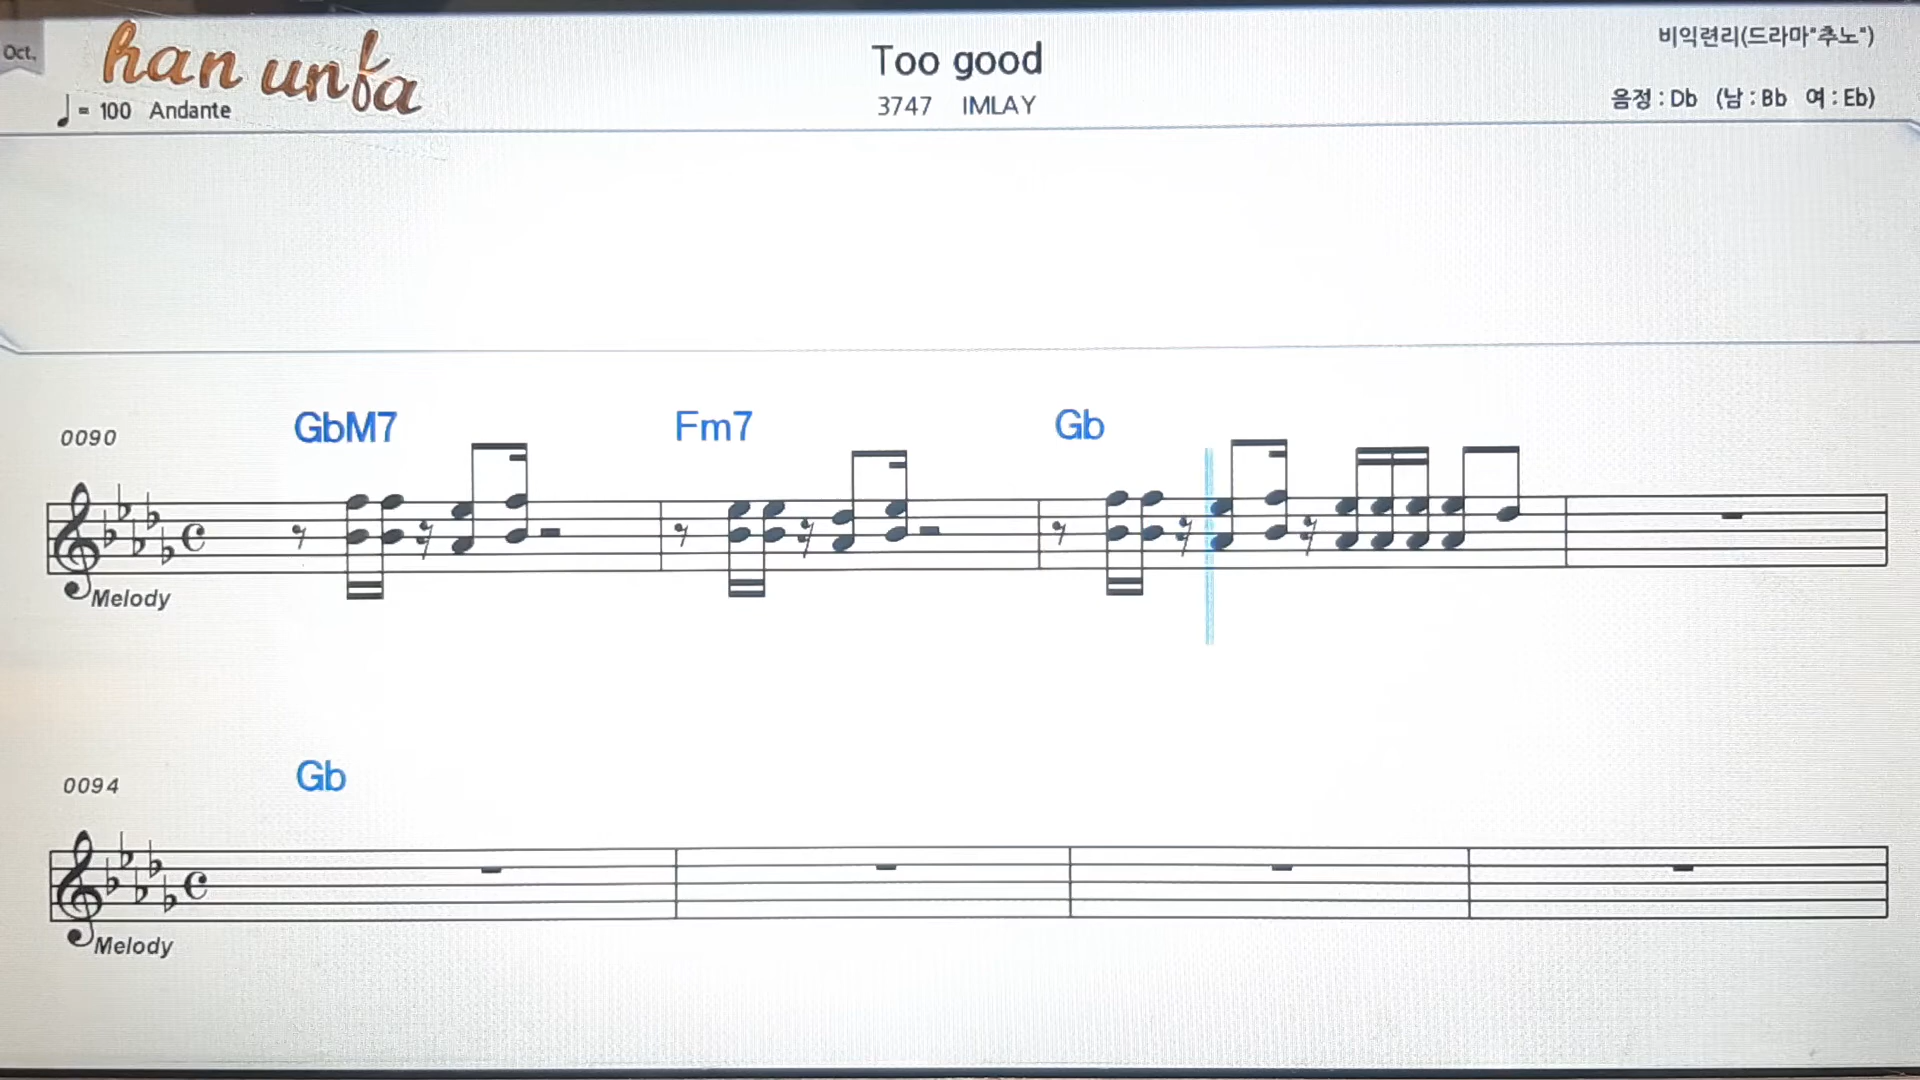 Oct.
han unfa
비익련리(드라마"추노")
Too good
♩= 100 Andante
3747 IMLAY
음정 : Db (남 : Bb 여 : Eb)
0090
GbM7 Fm7 Gb
Melody
0094
Gb
Melody